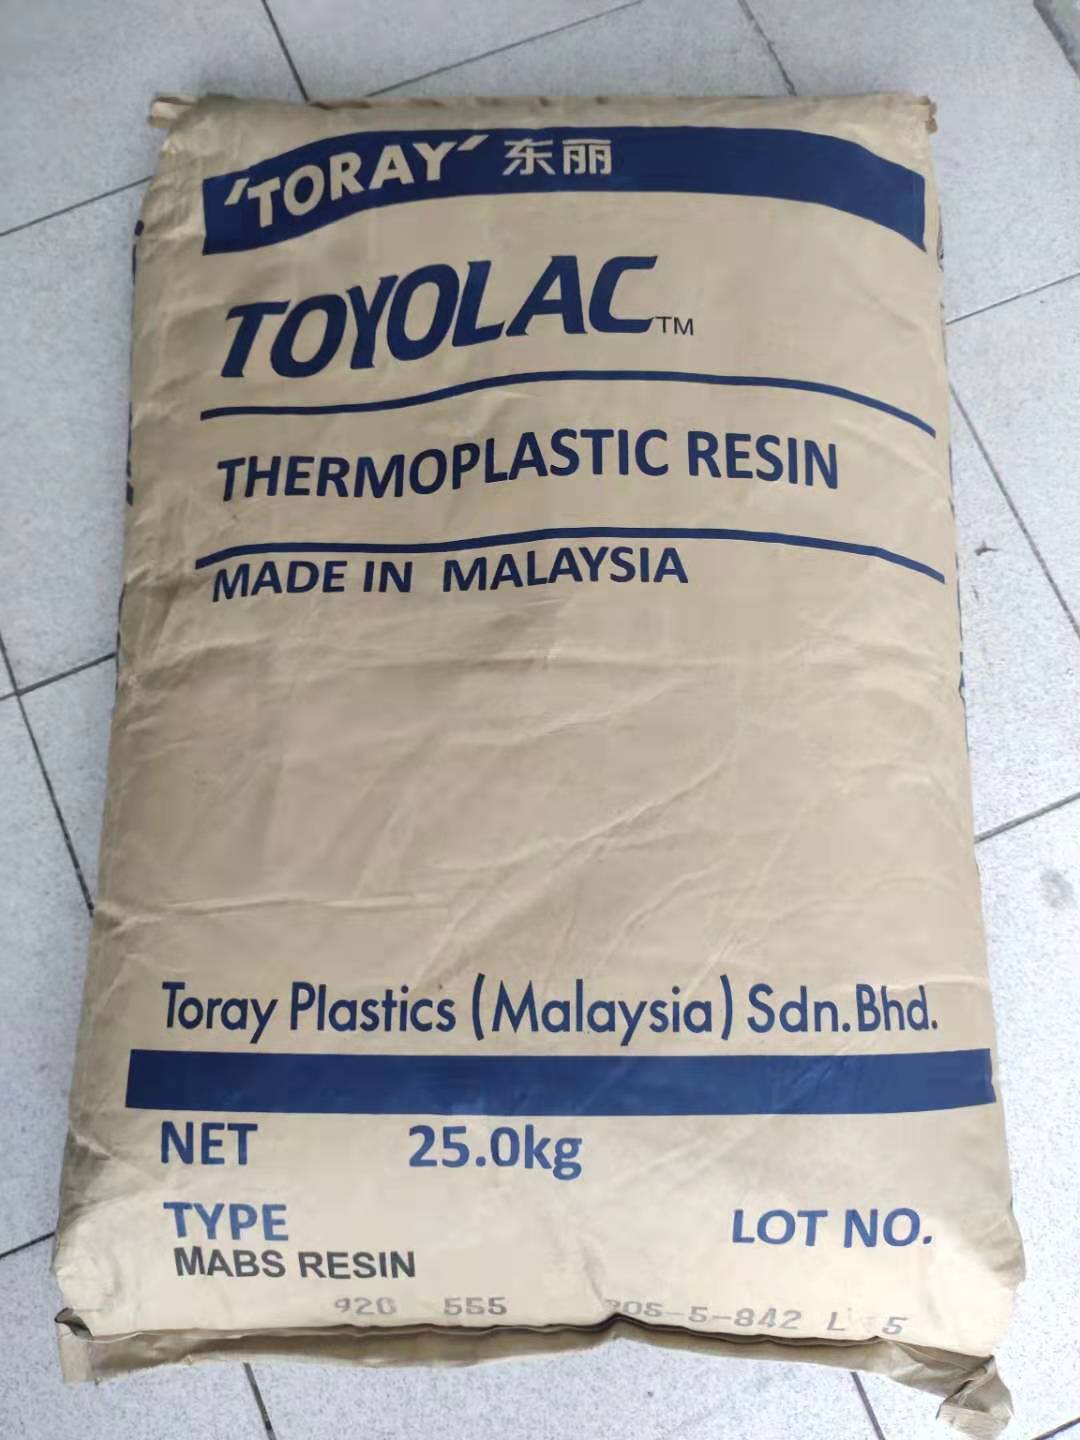 'TORAY' 东丽
TOYOLAC™
THERMOPLASTIC RESIN
MADE IN MALAYSIA
Toray Plastics (Malaysia) Sdn.Bhd.
NET 25.0kg
TYPE LOT NO.
MABS RESIN
555 L 5